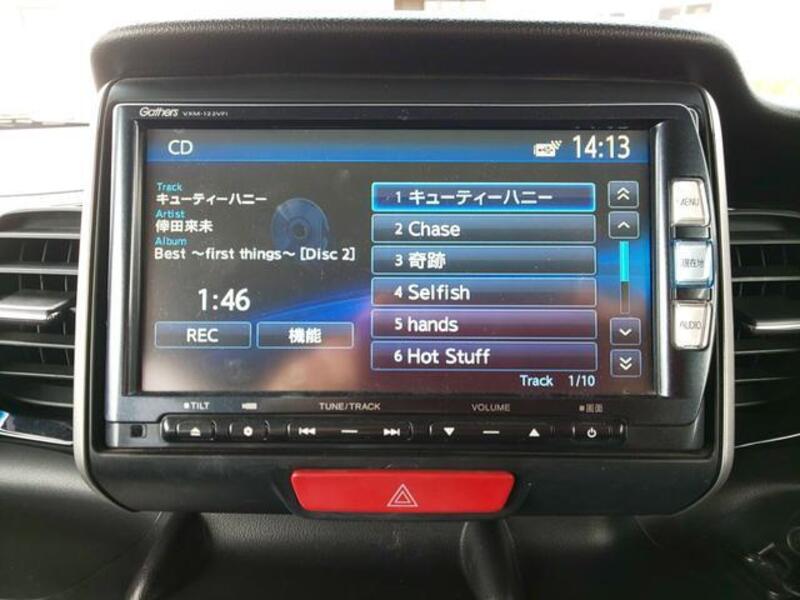 Gathers VXM-122VFi
CD
14:13
Track
キューティーハニー
Artist
倖田來未
Album
Best ～first things～ [Disc 2]
1:46
REC
機能
1 キューティーハニー
2 Chase
3 奇跡
4 Selfish
5 hands
6 Hot Stuff
Track 1/10
MENU
現在地
AUDIO
TILT
TUNE/TRACK
VOLUME
画面